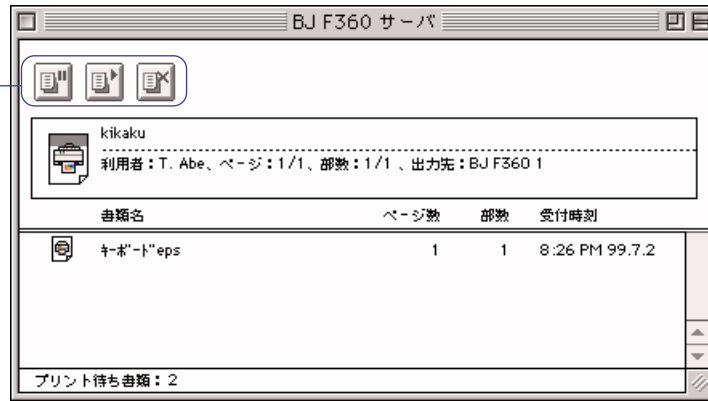 BJ F360 サーバ
kikaku
利用者：T. Abe、ページ：1/1、部数：1/1 、出力先：BJ F360 1
書類名 ページ数 部数 受付時刻
ｷｰﾎﾞｰﾄﾞeps 1 1 8:26 PM 99.7.2
プリント待ち書類：2